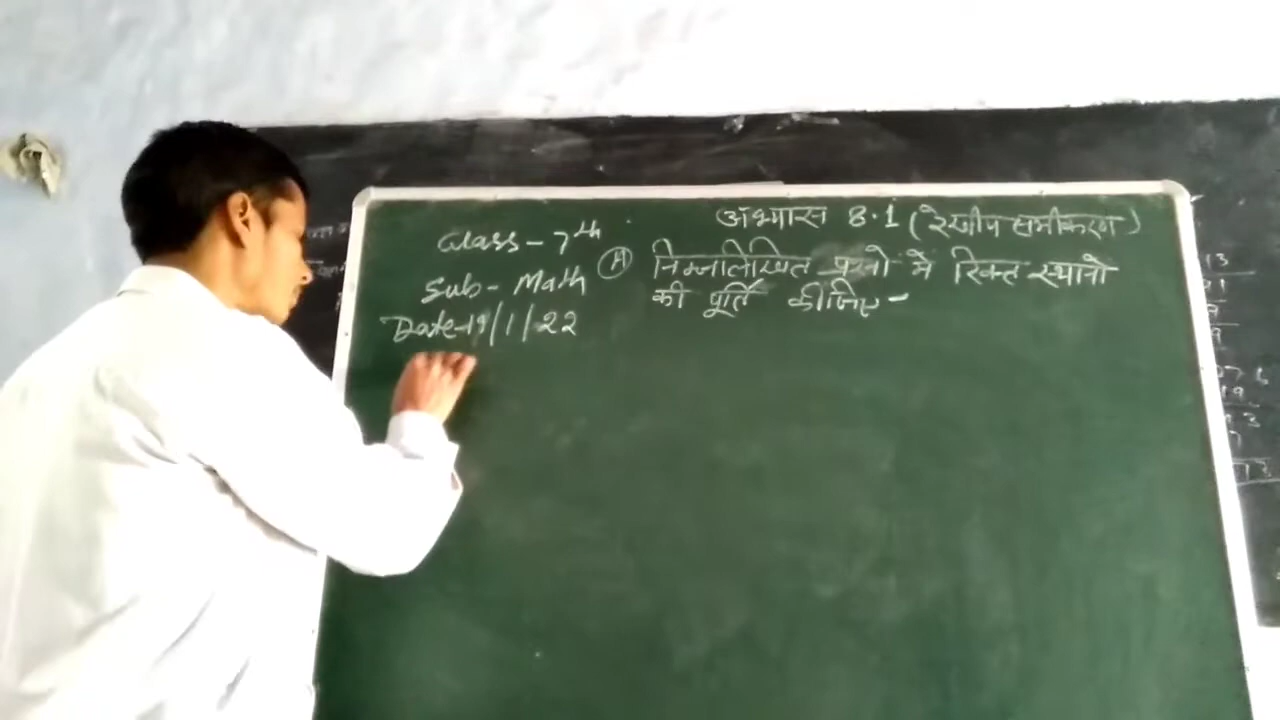 अभ्यास 8.1 (रेखीय समीकरण)
Class - 7th
Sub - Math
Date - 19/1/22
(A) निम्नलिखित प्रश्नो मे रिक्त स्थानो
की पूर्ति कीजिए -